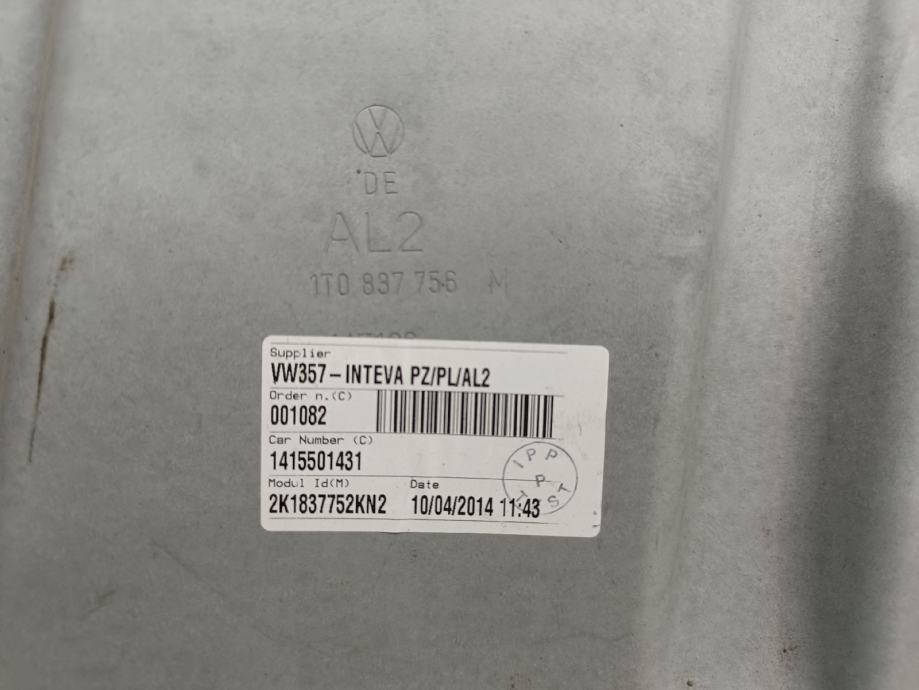 DE
AL2
1T0 837 756 M
Supplier
VW357-INTEVA PZ/PL/AL2
Order n.(C)
001082
Car Number (C)
1415501431
Modul Id(M) Date
2K1837752KN2 10/04/2014 11:43